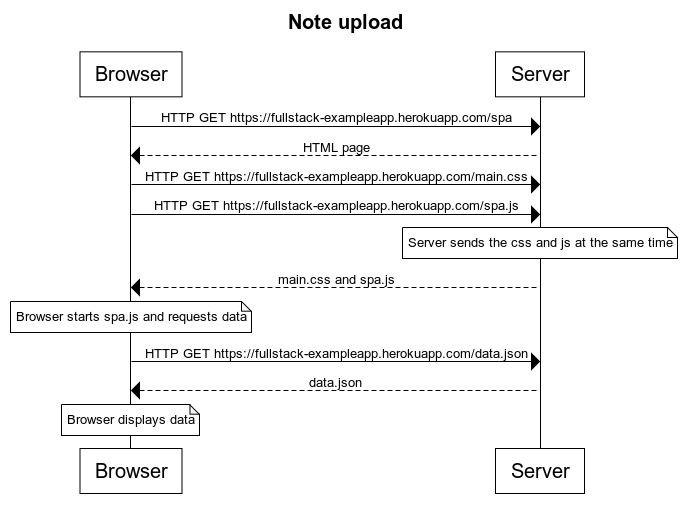 Note upload
Browser
Server
HTTP GET https://fullstack-exampleapp.herokuapp.com/spa
HTML page
HTTP GET https://fullstack-exampleapp.herokuapp.com/main.css
HTTP GET https://fullstack-exampleapp.herokuapp.com/spa.js
Server sends the css and js at the same time
main.css and spa.js
Browser starts spa.js and requests data
HTTP GET https://fullstack-exampleapp.herokuapp.com/data.json
data.json
Browser displays data
Browser
Server